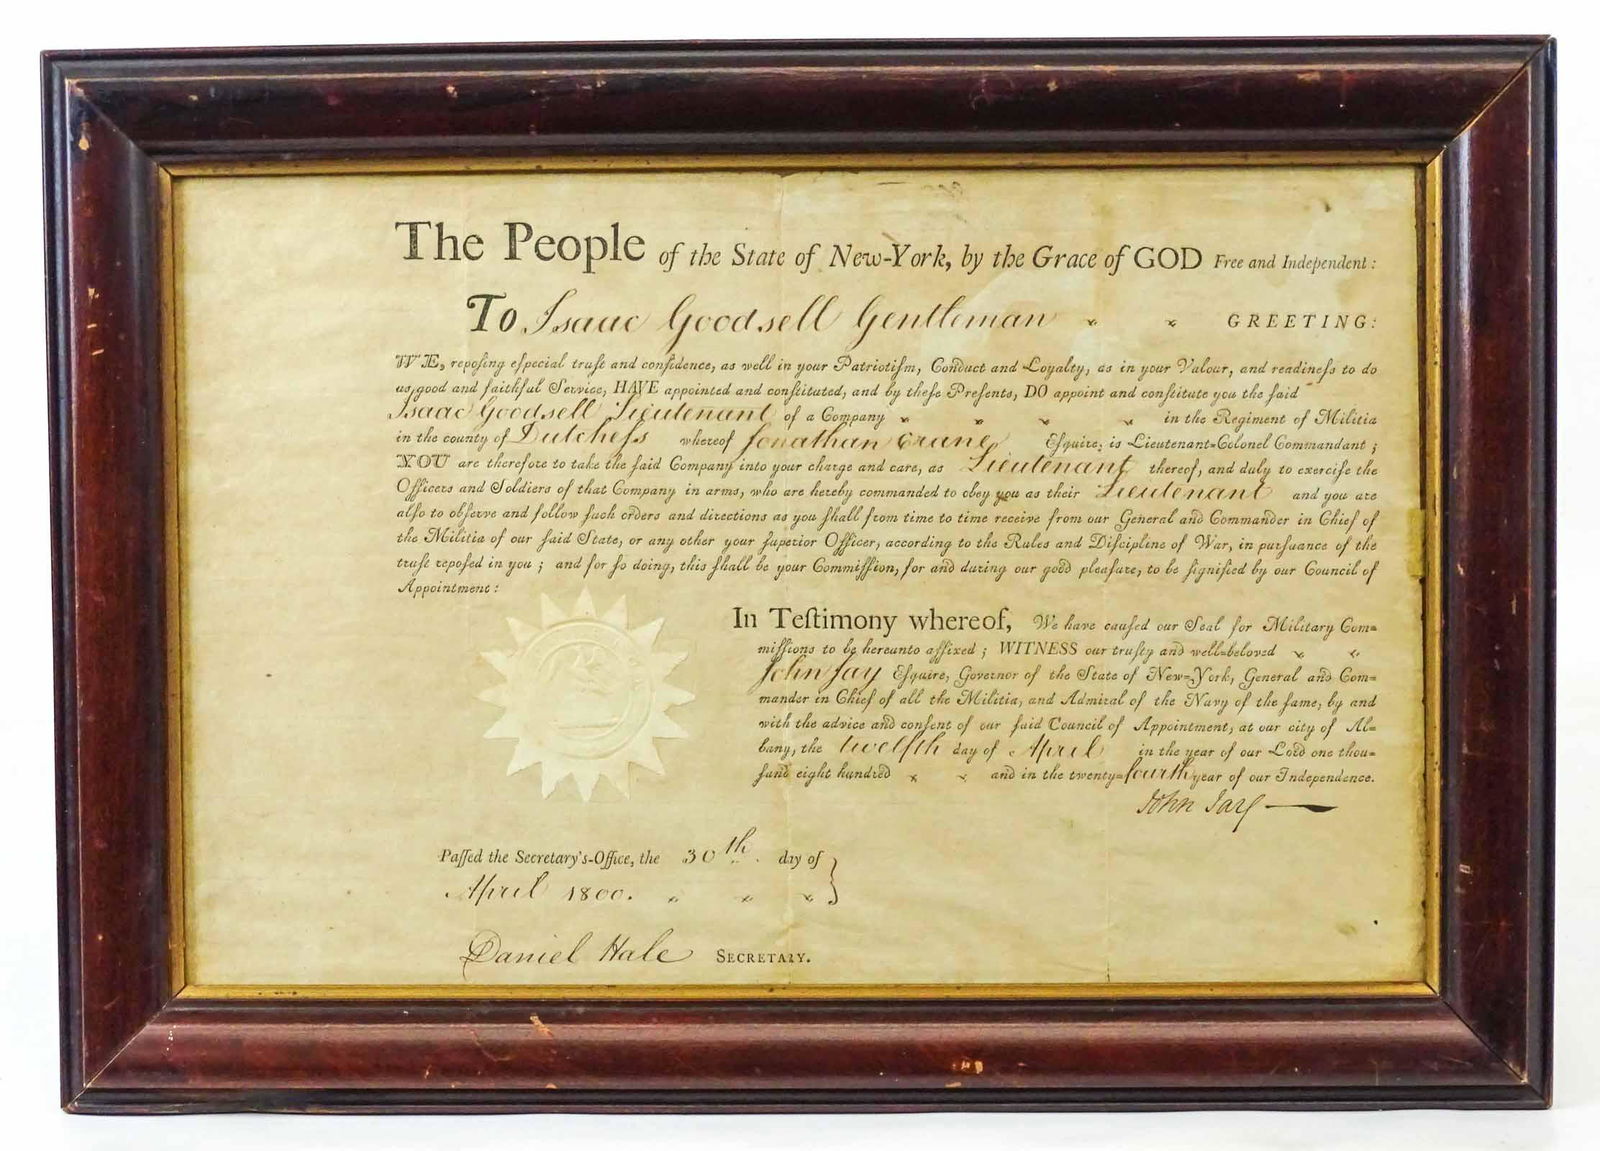 The People of the State of New-York, by the Grace of GOD Free and Independent:
To Isaac Goodsell Gentleman " " GREETING:
WE, repoſing eſpecial truſt and confidence, as well in your Patriotiſm, Conduct and Loyalty, as in your Valour, and readineſs to do
us good and faithful Service, HAVE appointed and conſtituted, and by theſe Preſents, DO appoint and conſtitute you the ſaid
Isaac Goodsell Lieutenant of a Company " " " " in the Regiment of Militia
in the county of Dutcheſs whereof Jonathan Crane Eſquire, is Lieutenant-Colonel Commandant ;
YOU are therefore to take the ſaid Company into your charge and care, as Lieutenant thereof, and duly to exerciſe the
Officers and Soldiers of that Company in arms, who are hereby commanded to obey you as their Lieutenant and you are
alſo to obſerve and follow ſuch orders and directions as you ſhall from time to time receive from our General and Commander in Chief of
the Militia of our ſaid State, or any other your ſuperior Officer, according to the Rules and Diſcipline of War, in purſuance of the
truſt repoſed in you ; and for ſo doing, this ſhall be your Commiſſion, for and during our good pleaſure, to be ſignified by our Council of
Appointment :
In Teſtimony whereof, We have cauſed our Seal for Military Com-
miſſions to be hereunto affixed ; WITNESS our truſty and well-beloved " "
John Jay Eſquire, Governor of the State of New-York, General and Com-
mander in Chief of all the Militia, and Admiral of the Navy of the ſame, by and
with the advice and conſent of our ſaid Council of Appointment, at our city of Al-
bany, the twelfth day of April in the year of our Lord one thou-
ſand eight hundred " " and in the twenty-fourth year of our Independence.
John Jay
Paſſed the Secretary's-Office, the 30th day of
April 1800. " " "
Daniel Hale SECRETARY.